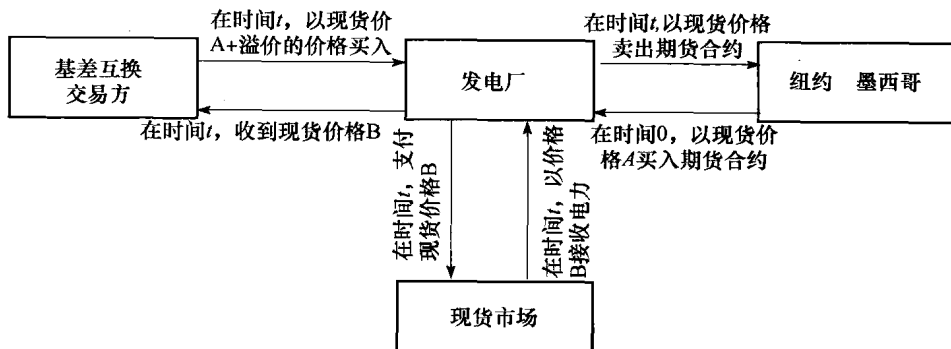 在时间t，以现货价
A+溢价的价格买入
在时间t,以现货价格
卖出期货合约
基差互换
交易方
发电厂
纽约 墨西哥
在时间t，收到现货价格B
在时间0，以现货价
格A买入期货合约
在时间t，支付
现货价格B
在时间t，以价格
B接收电力
现货市场